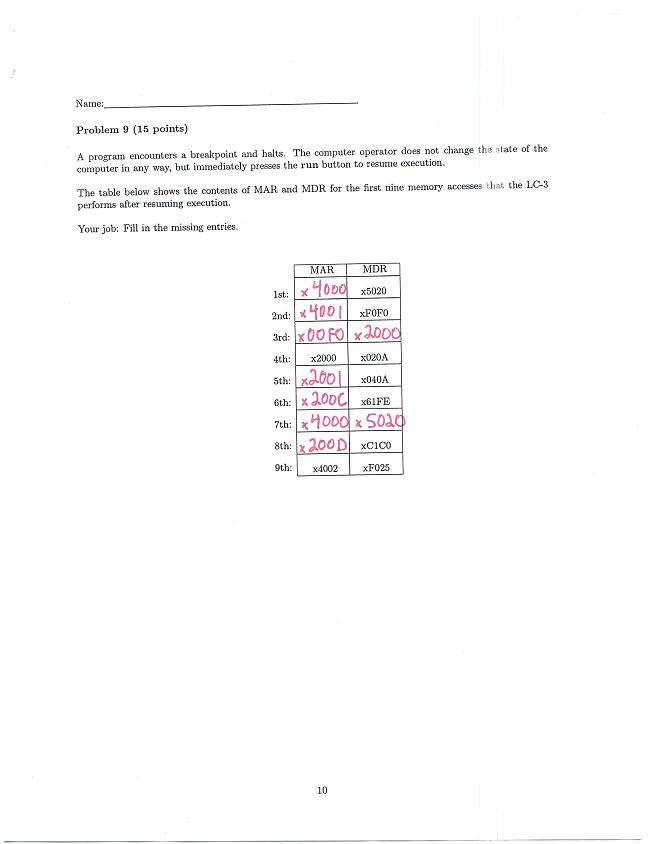 Name:
Problem 9 (15 points)
A program encounters a breakpoint and halts. The computer operator does not change the state of the
computer in any way, but immediately presses the run button to resume execution.
The table below shows the contents of MAR and MDR for the first nine memory accesses that the LC-3
performs after resuming execution.
Your job: Fill in the missing entries.
MAR MDR
1st: x4000 x5020
2nd: x4001 xF0F0
3rd: x00F0 x2000
4th: x2000 x020A
5th: x2001 x040A
6th: x200C x61FE
7th: x4000 x5020
8th: x200D xC1C0
9th: x4002 xF025
10